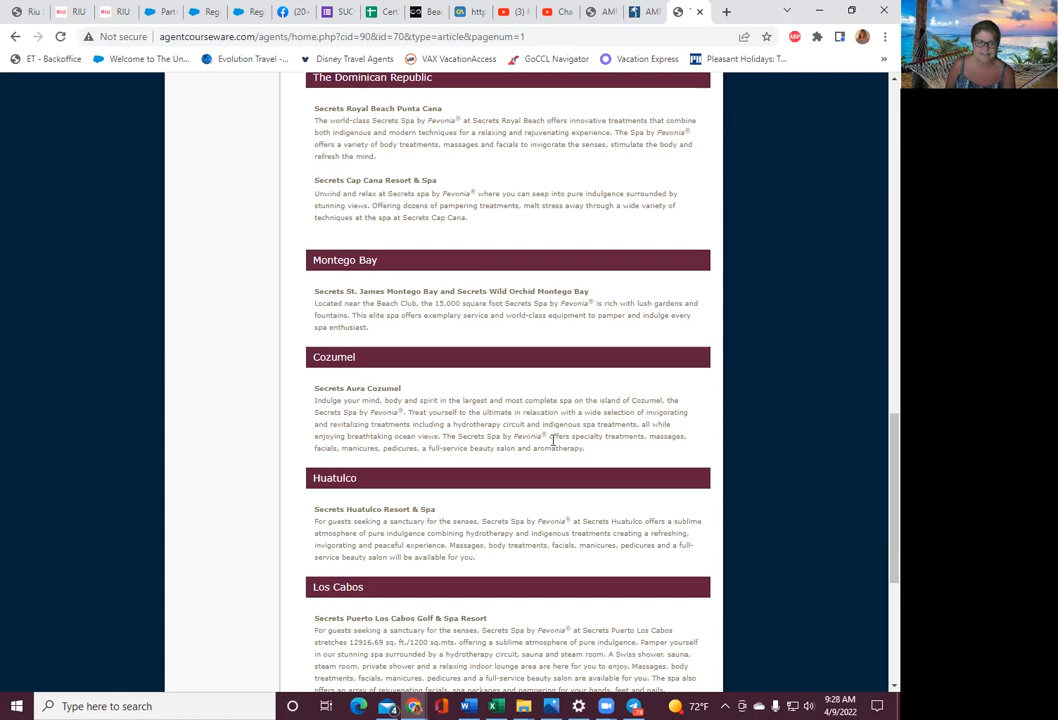 Riu
RIU
RIU
Part
Reg
Reg
(20+
SUC
Cert
Bea
http
(3)
Cha
AM
AM
T
Not secure
agentcourseware.com/agents/home.php?cid=90&id=70&type=article&pagenum=1
ET - Backoffice
Welcome to The Un...
Evolution Travel -...
Disney Travel Agents
VAX VacationAccess
GoCCL Navigator
Vacation Express
Pleasant Holidays: T...
The Dominican Republic
Secrets Royal Beach Punta Cana
The world-class Secrets Spa by Pevonia® at Secrets Royal Beach offers innovative treatments that combine
both indigenous and modern techniques for a relaxing and rejuvenating experience. The Spa by Pevonia®
offers a variety of body treatments, massages and facials to invigorate the senses, stimulate the body and
refresh the mind.
Secrets Cap Cana Resort & Spa
Unwind and relax at Secrets spa by Pevonia® where you can seep into pure indulgence surrounded by
stunning views. Offering dozens of pampering treatments, melt stress away through a wide variety of
techniques at the spa at Secrets Cap Cana.
Montego Bay
Secrets St. James Montego Bay and Secrets Wild Orchid Montego Bay
Located near the Beach Club, the 15,000 square foot Secrets Spa by Pevonia® is rich with lush gardens and
fountains. This elite spa offers exemplary service and world-class equipment to pamper and indulge every
spa enthusiast.
Cozumel
Secrets Aura Cozumel
Indulge your mind, body and spirit in the largest and most complete spa on the island of Cozumel, the
Secrets Spa by Pevonia®. Treat yourself to the ultimate in relaxation with a wide selection of invigorating
and revitalizing treatments including a hydrotherapy circuit and indigenous spa treatments, all while
enjoying breathtaking ocean views. The Secrets Spa by Pevonia® offers specialty treatments, massages,
facials, manicures, pedicures, a full-service beauty salon and aromatherapy.
Huatulco
Secrets Huatulco Resort & Spa
For guests seeking a sanctuary for the senses, Secrets Spa by Pevonia® at Secrets Huatulco offers a sublime
atmosphere of pure indulgence combining hydrotherapy and indigenous treatments creating a refreshing,
invigorating and peaceful experience. Massages, body treatments, facials, manicures, pedicures and a full-
service beauty salon will be available for you.
Los Cabos
Secrets Puerto Los Cabos Golf & Spa Resort
For guests seeking a sanctuary for the senses, Secrets Spa by Pevonia® at Secrets Puerto Los Cabos
stretches 12916.69 sq. ft./1200 sq.mts. offering a sublime atmosphere of pure indulgence. Pamper yourself
in our stunning spa surrounded by a hydrotherapy circuit, sauna and steam room. A Swiss shower, sauna,
steam room, private shower and a relaxing indoor lounge area are here for you to enjoy. Massages, body
treatments, facials, manicures, pedicures and a full-service beauty salon are available for you. The spa also
offers an array of rejuvenating facials, spa packages and pampering for your hands, feet and nails.
Type here to search
72°F
9:28 AM
4/9/2022